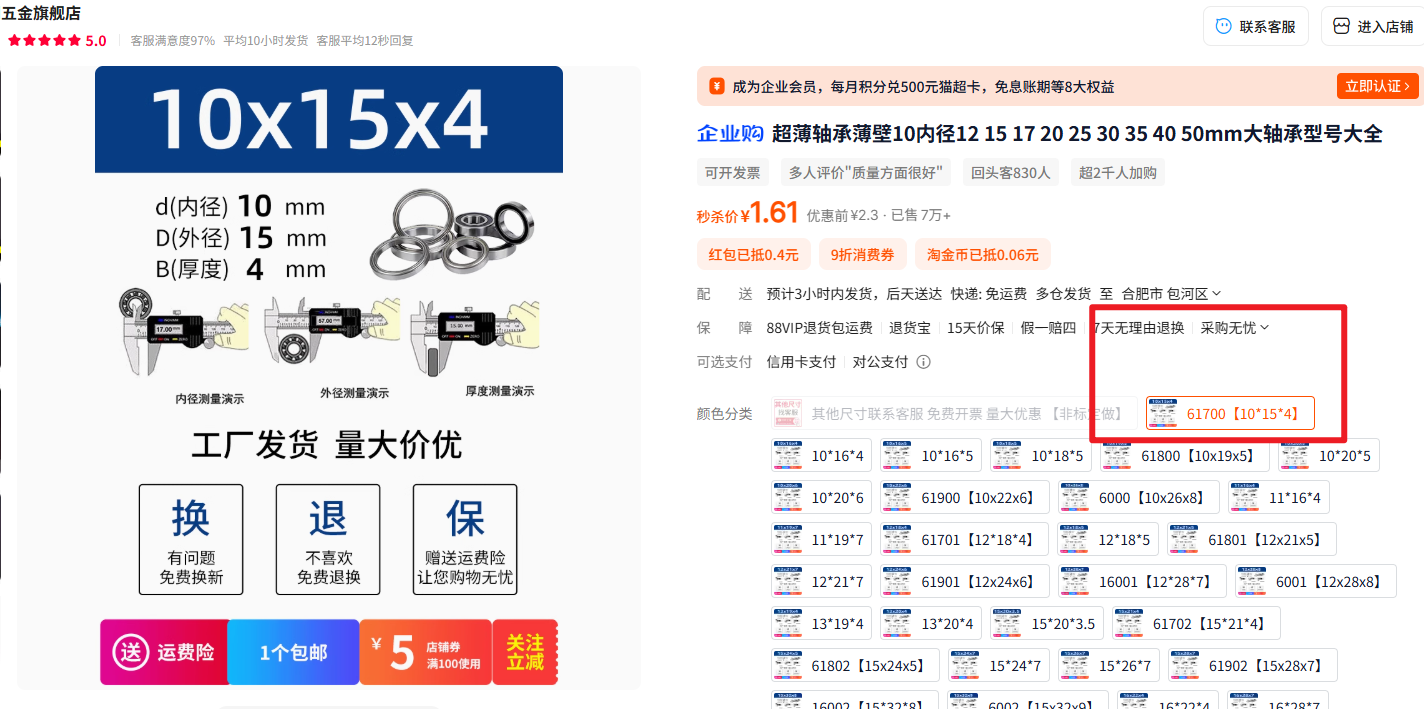 五金旗舰店
5.0 客服满意度97% 平均10小时发货 客服平均12秒回复
联系客服 进入店铺
10x15x4
d(内径) 10 mm
D(外径) 15 mm
B(厚度) 4 mm
内径测量演示 外径测量演示 厚度测量演示
工厂发货 量大价优
换 退 保
有问题 不喜欢 赠送运费险
免费换新 免费退换 让您购物无忧
送 运费险 1个包邮 ¥5 店铺券 关注
满100使用 立减
成为企业会员，每月积分兑500元猫超卡，免息账期等8大权益 立即认证
企业购 超薄轴承薄壁10内径12 15 17 20 25 30 35 40 50mm大轴承型号大全
可开发票 多人评价"质量方面很好" 回头客830人 超2千人加购
秒杀价¥1.61 优惠前¥2.3 · 已售 7万+
红包已抵0.4元 9折消费券 淘金币已抵0.06元
配送 预计3小时内发货，后天送达 快递: 免运费 多仓发货 至 合肥市 包河区
保障 88VIP退货包运费 退货宝 15天价保 假一赔四 7天无理由退换 采购无忧
可选支付 信用卡支付 对公支付
颜色分类 其他尺寸联系客服 免费开票 量大优惠 【非标定做】 61700【10*15*4】
10*16*4 10*16*5 10*18*5 61800【10x19x5】 10*20*5
10*20*6 61900【10x22x6】 6000【10x26x8】 11*16*4
11*19*7 61701【12*18*4】 12*18*5 61801【12x21x5】
12*21*7 61901【12x24x6】 16001【12*28*7】 6001【12x28x8】
13*19*4 13*20*4 15*20*3.5 61702【15*21*4】
61802【15x24x5】 15*24*7 15*26*7 61902【15x28x7】
16002【15*32*8】 6002【15x32x9】 16*22*4 16*28*7